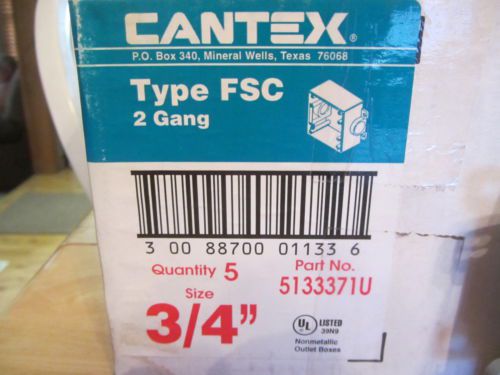 CANTEX®
P.O. Box 340, Mineral Wells, Texas 76068
Type FSC
2 Gang
3 00 88700 01133 6
Quantity 5
Part No.
5133371U
Size
3/4"
UL LISTED
39N9
Nonmetallic
Outlet Boxes